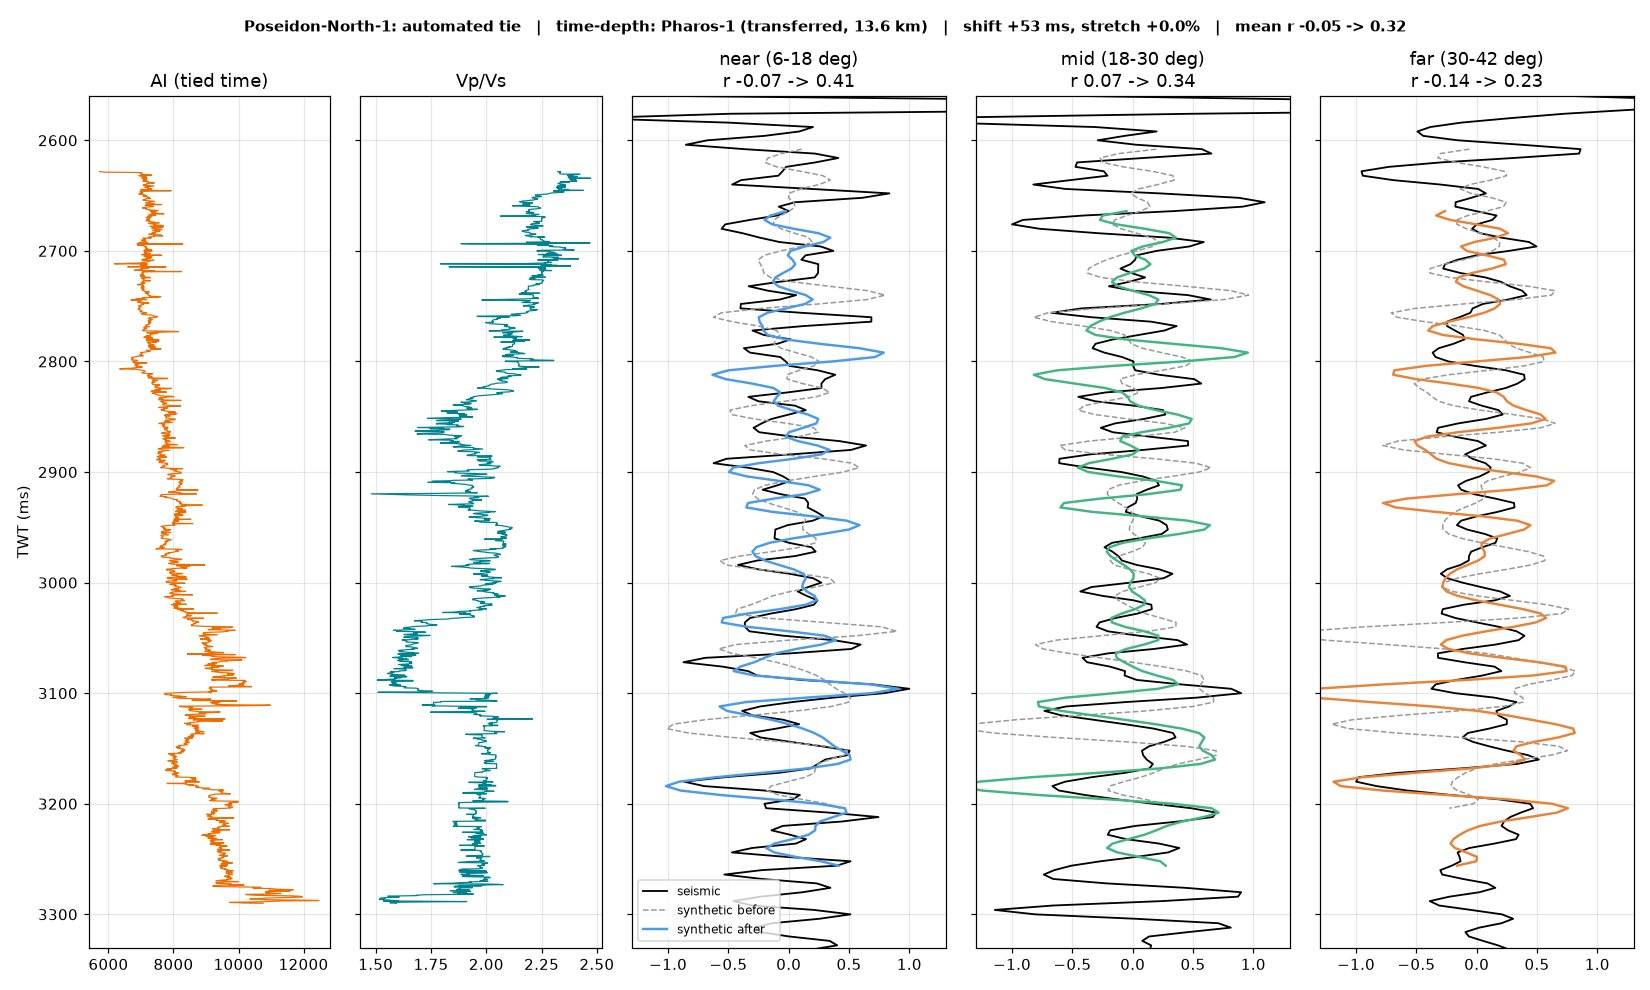 Poseidon-North-1: automated tie | time-depth: Pharos-1 (transferred, 13.6 km) | shift +53 ms, stretch +0.0% | mean r -0.05 -> 0.32
AI (tied time)
Vp/Vs
near (6-18 deg)
r -0.07 -> 0.41
mid (18-30 deg)
r 0.07 -> 0.34
far (30-42 deg)
r -0.14 -> 0.23
TWT (ms)
2600
2700
2800
2900
3000
3100
3200
3300
6000 8000 10000 12000
1.50 1.75 2.00 2.25 2.50
−1.0 −0.5 0.0 0.5 1.0
−1.0 −0.5 0.0 0.5 1.0
−1.0 −0.5 0.0 0.5 1.0
seismic
synthetic before
synthetic after